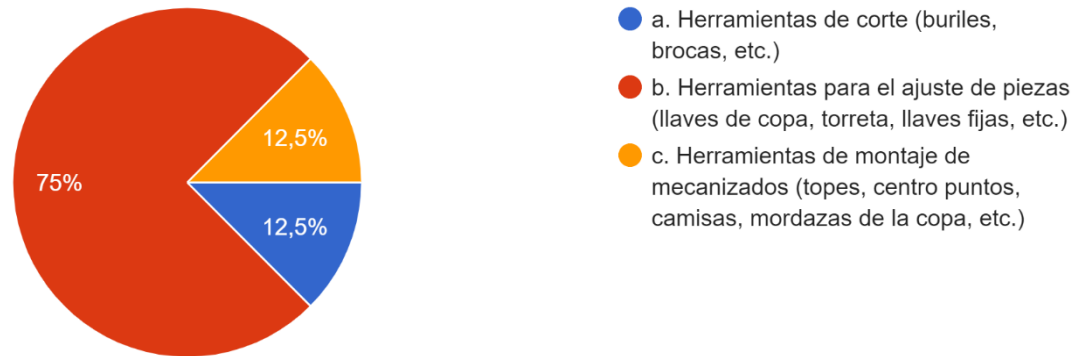 75%
12,5%
12,5%
a. Herramientas de corte (buriles,
brocas, etc.)
b. Herramientas para el ajuste de piezas
(llaves de copa, torreta, llaves fijas, etc.)
c. Herramientas de montaje de
mecanizados (topes, centro puntos,
camisas, mordazas de la copa, etc.)